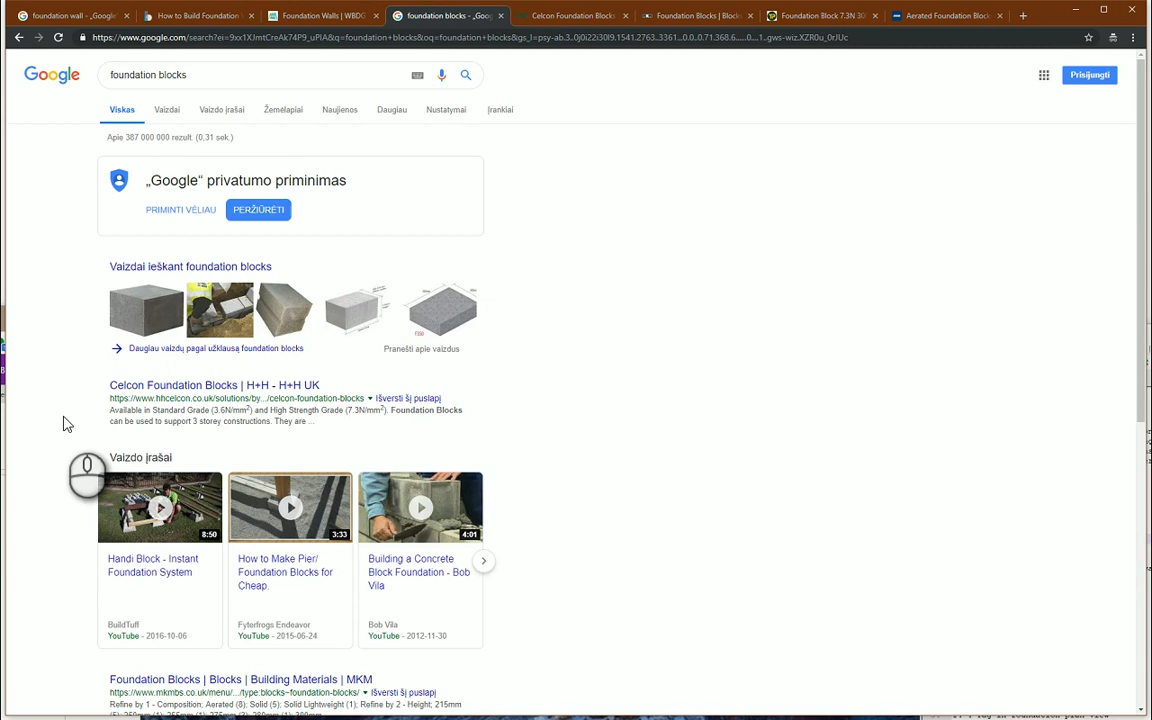 foundation wall - „Google
How to Build Foundation
Foundation Walls | WBDG
foundation blocks - „Goo
Celcon Foundation Blocks
Foundation Blocks | Block
Foundation Block 7.3N 30
Aerated Foundation Block
Google
foundation blocks
Prisijungti
Viskas Vaizdai Vaizdo įrašai Žemėlapiai Naujienos Daugiau Nustatymai Įrankiai
Apie 387 000 000 rezult. (0,31 sek.)
„Google“ privatumo priminimas
PRIMINTI VĖLIAU PERŽIŪRĖTI
Vaizdai ieškant foundation blocks
Daugiau vaizdų pagal užklausą foundation blocks Pranešti apie vaizdus
Celcon Foundation Blocks | H+H - H+H UK
https://www.hhcelcon.co.uk/solutions/by.../celcon-foundation-blocks Išversti šį puslapį
Available in Standard Grade (3.6N/mm2) and High Strength Grade (7.3N/mm2). Foundation Blocks
can be used to support 3 storey constructions. They are ...
Vaizdo įrašai
8:50
3:33
4:01
Handi Block - Instant
Foundation System
BuildTuff
YouTube - 2016-10-06
How to Make Pier/
Foundation Blocks for
Cheap.
Fyterfrogs Endeavor
YouTube - 2015-06-24
Building a Concrete
Block Foundation - Bob
Vila
Bob Vila
YouTube - 2012-11-30
Foundation Blocks | Blocks | Building Materials | MKM
https://www.mkmbs.co.uk/menu/.../type:blocks~foundation-blocks/ Išversti šį puslapį
Refine by 1 - Composition; Aerated (8); Solid (5); Solid Lightweight (1); Refine by 2 - Height; 215mm